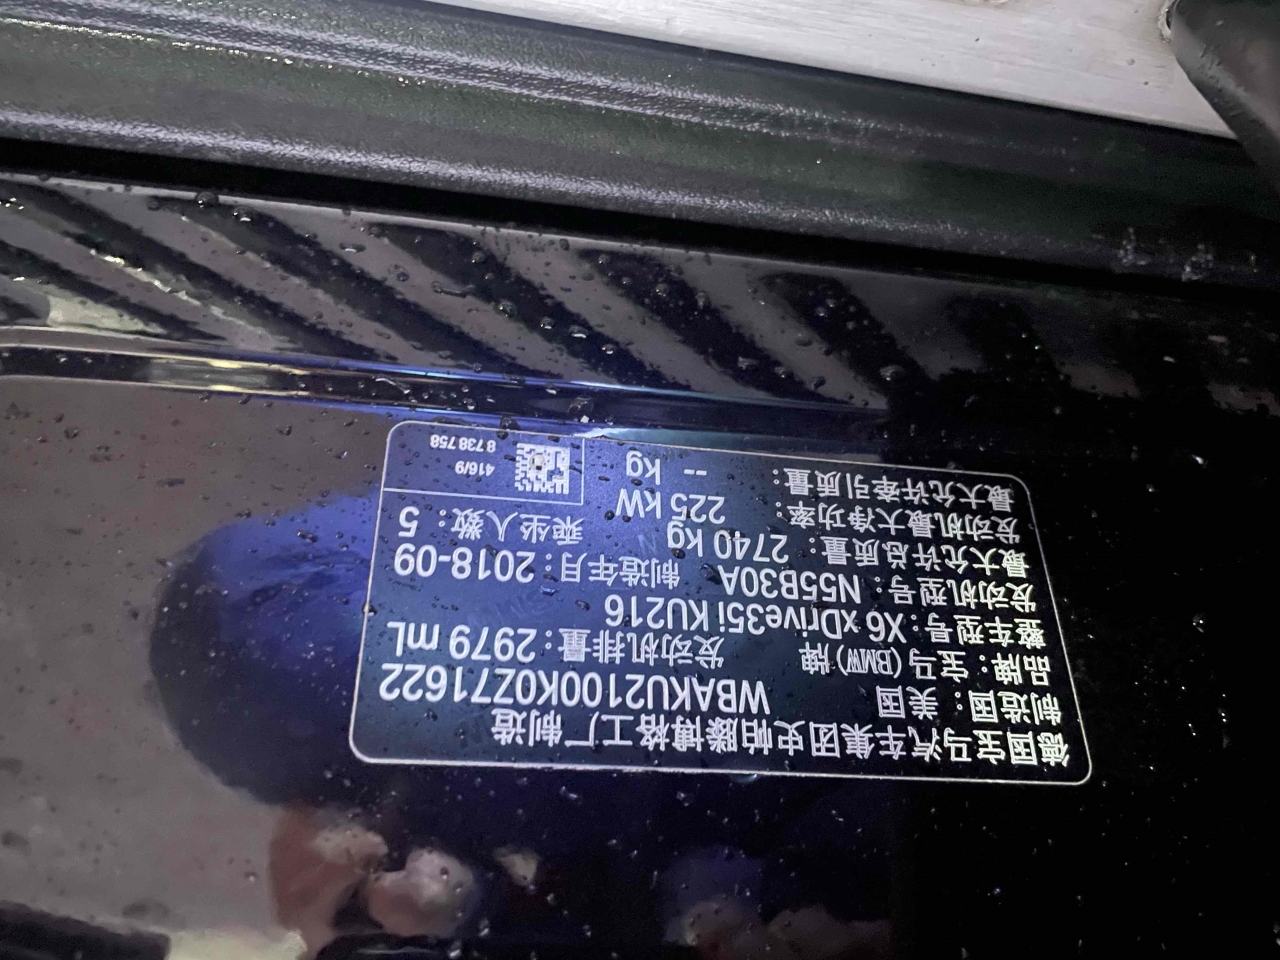 德国宝马汽车集团史帕滕博格工厂制造
制造国：美国 WBAKU2100K0Z71622
品牌：宝马(BMW)牌 发动机排量：2979 mL
整车型号：X6 xDrive35i KU216
发动机型号：N55B30A 制造年月：2018-09
最大允许总质量：2740 kg 乘坐人数：5
发动机最大净功率：225 kW
最大允许牵引质量：-- kg
416/9
8 738 758